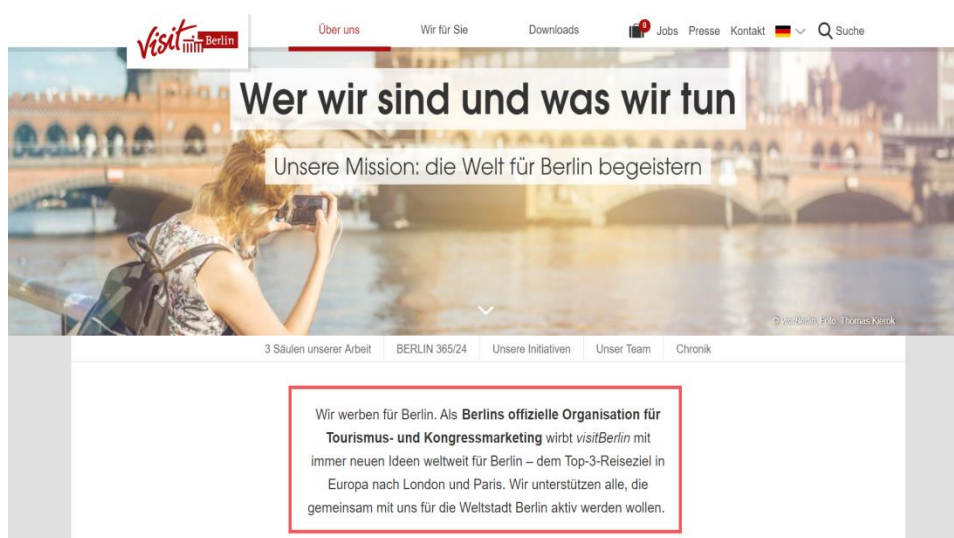 visit Berlin
Über uns
Wir für Sie
Downloads
0
Jobs Presse Kontakt
Suche
Wer wir sind und was wir tun
Unsere Mission: die Welt für Berlin begeistern
© visitBerlin, Foto: Thomas Kierok
3 Säulen unserer Arbeit
BERLIN 365/24
Unsere Initiativen
Unser Team
Chronik
Wir werben für Berlin. Als Berlins offizielle Organisation für
Tourismus- und Kongressmarketing wirbt visitBerlin mit
immer neuen Ideen weltweit für Berlin – dem Top-3-Reiseziel in
Europa nach London und Paris. Wir unterstützen alle, die
gemeinsam mit uns für die Weltstadt Berlin aktiv werden wollen.